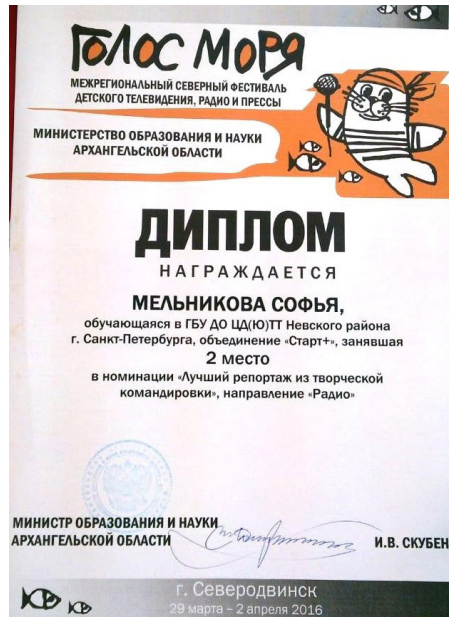 ГОЛОС МОРЯ
МЕЖРЕГИОНАЛЬНЫЙ СЕВЕРНЫЙ ФЕСТИВАЛЬ
ДЕТСКОГО ТЕЛЕВИДЕНИЯ, РАДИО И ПРЕССЫ
МИНИСТЕРСТВО ОБРАЗОВАНИЯ И НАУКИ
АРХАНГЕЛЬСКОЙ ОБЛАСТИ
ДИПЛОМ
НАГРАЖДАЕТСЯ
МЕЛЬНИКОВА СОФЬЯ,
обучающаяся в ГБУ ДО ЦД(Ю)ТТ Невского района
г. Санкт-Петербурга, объединение «Старт+», занявшая
2 место
в номинации «Лучший репортаж из творческой
командировки», направление «Радио»
МИНИСТР ОБРАЗОВАНИЯ И НАУКИ
АРХАНГЕЛЬСКОЙ ОБЛАСТИ
И.В. СКУБЕН
г. Северодвинск
29 марта – 2 апреля 2016